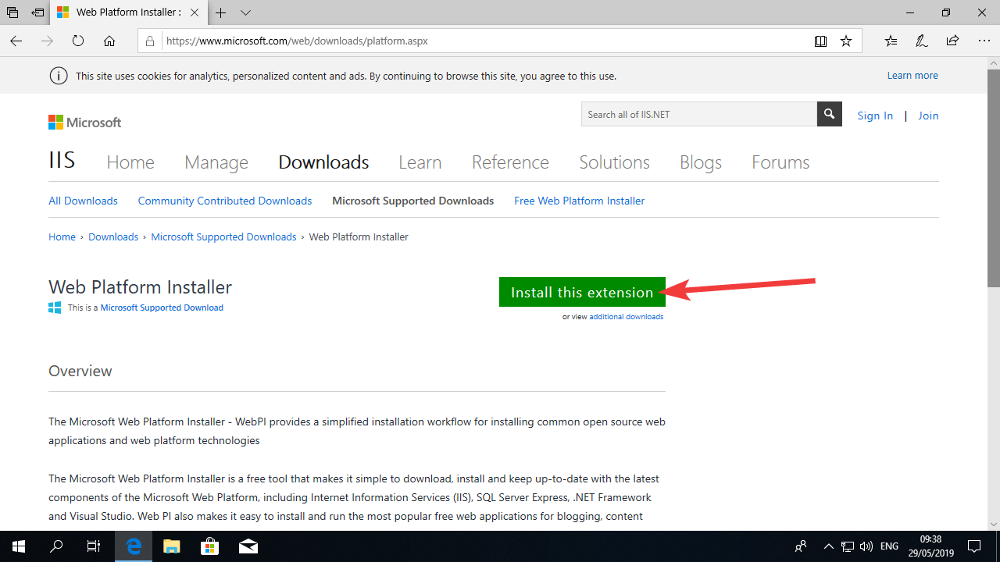 Web Platform Installer :
https://www.microsoft.com/web/downloads/platform.aspx
This site uses cookies for analytics, personalized content and ads. By continuing to browse this site, you agree to this use.
Learn more
Microsoft
Search all of IIS.NET
Sign In | Join
IIS Home Manage Downloads Learn Reference Solutions Blogs Forums
All Downloads Community Contributed Downloads Microsoft Supported Downloads Free Web Platform Installer
Home › Downloads › Microsoft Supported Downloads › Web Platform Installer
Web Platform Installer
Install this extension
This is a Microsoft Supported Download
or view additional downloads
Overview
The Microsoft Web Platform Installer - WebPI provides a simplified installation workflow for installing common open source web
applications and web platform technologies
The Microsoft Web Platform Installer is a free tool that makes it simple to download, install and keep up-to-date with the latest
components of the Microsoft Web Platform, including Internet Information Services (IIS), SQL Server Express, .NET Framework
and Visual Studio. Web PI also makes it easy to install and run the most popular free web applications for blogging, content
ENG
09:38
29/05/2019